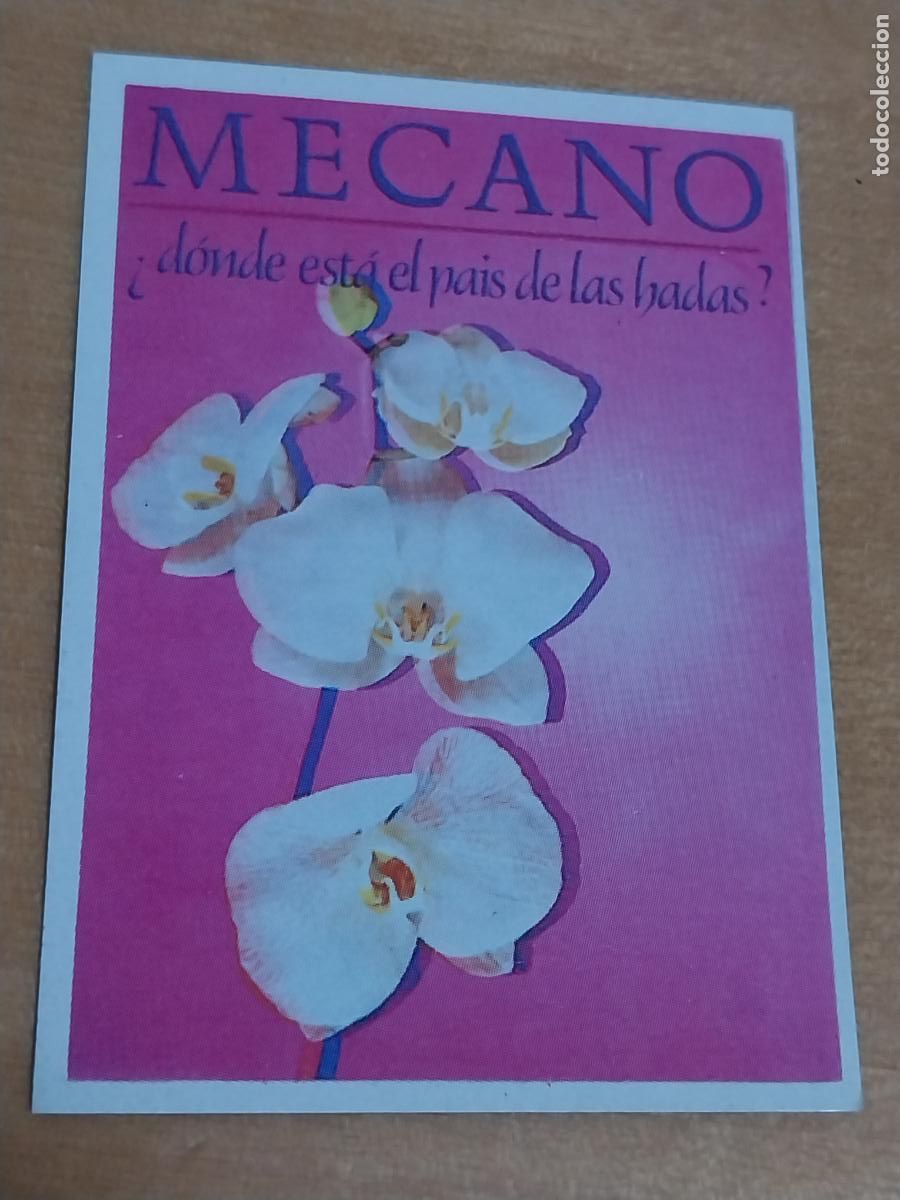 MECANO
¿dónde está el pais de las hadas?
todocoleccion